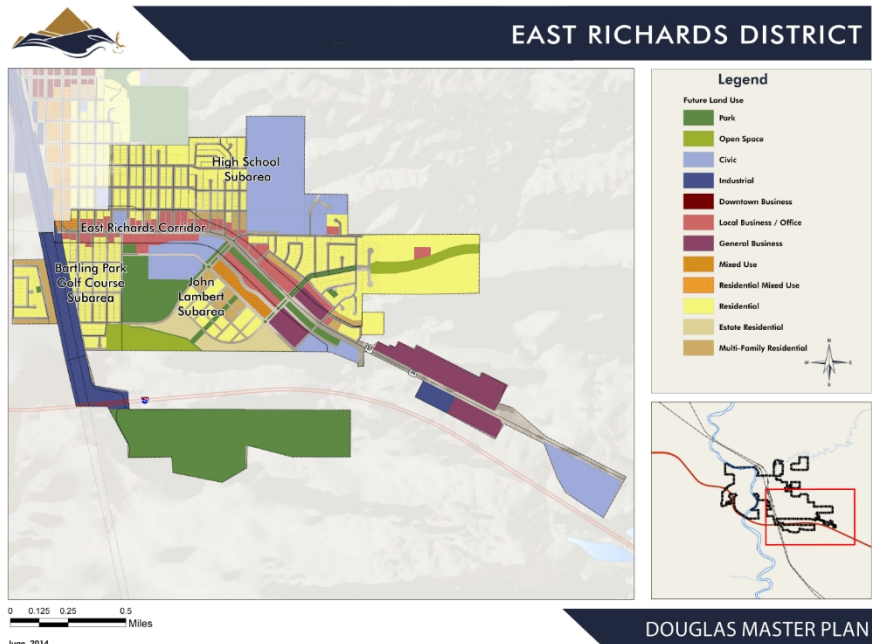 EAST RICHARDS DISTRICT
High School
Subarea
East Richards Corridor
Bartling Park
Golf Course
Subarea
John
Lambert
Subarea
Legend
Future Land Use
Park
Open Space
Civic
Industrial
Downtown Business
Local Business / Office
General Business
Mixed Use
Residential Mixed Use
Residential
Estate Residential
Multi-Family Residential
N
W E
S
0 0.125 0.25 0.5
Miles
June, 2014
DOUGLAS MASTER PLAN